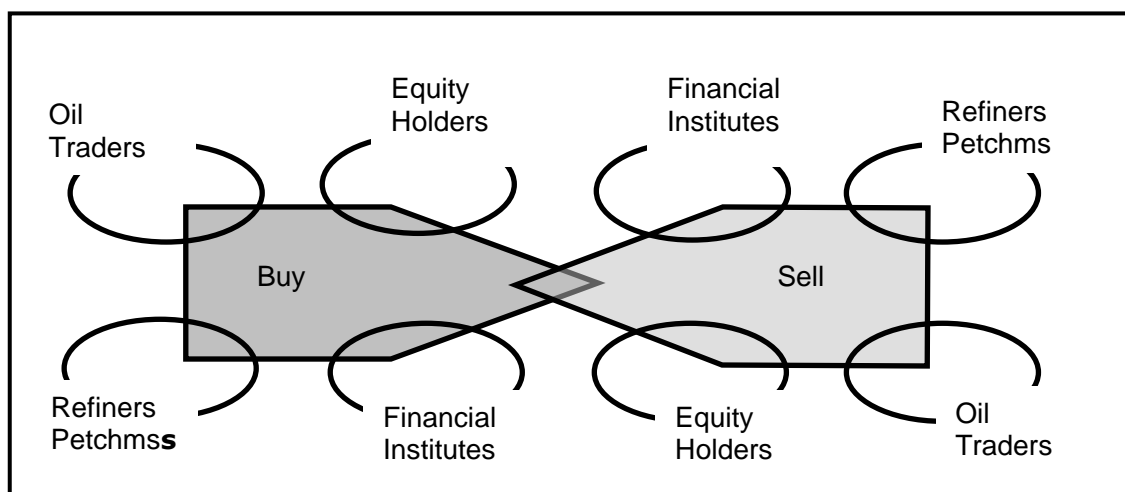 Oil
Traders
Equity
Holders
Financial
Institutes
Refiners
Petchms
Buy
Sell
Refiners
Petchmss
Financial
Institutes
Equity
Holders
Oil
Traders